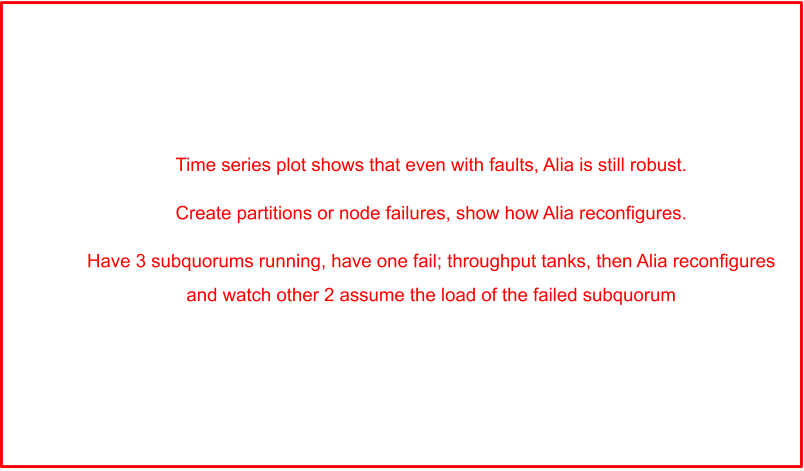 Time series plot shows that even with faults, Alia is still robust.
Create partitions or node failures, show how Alia reconfigures.
Have 3 subquorums running, have one fail; throughput tanks, then Alia reconfigures
and watch other 2 assume the load of the failed subquorum